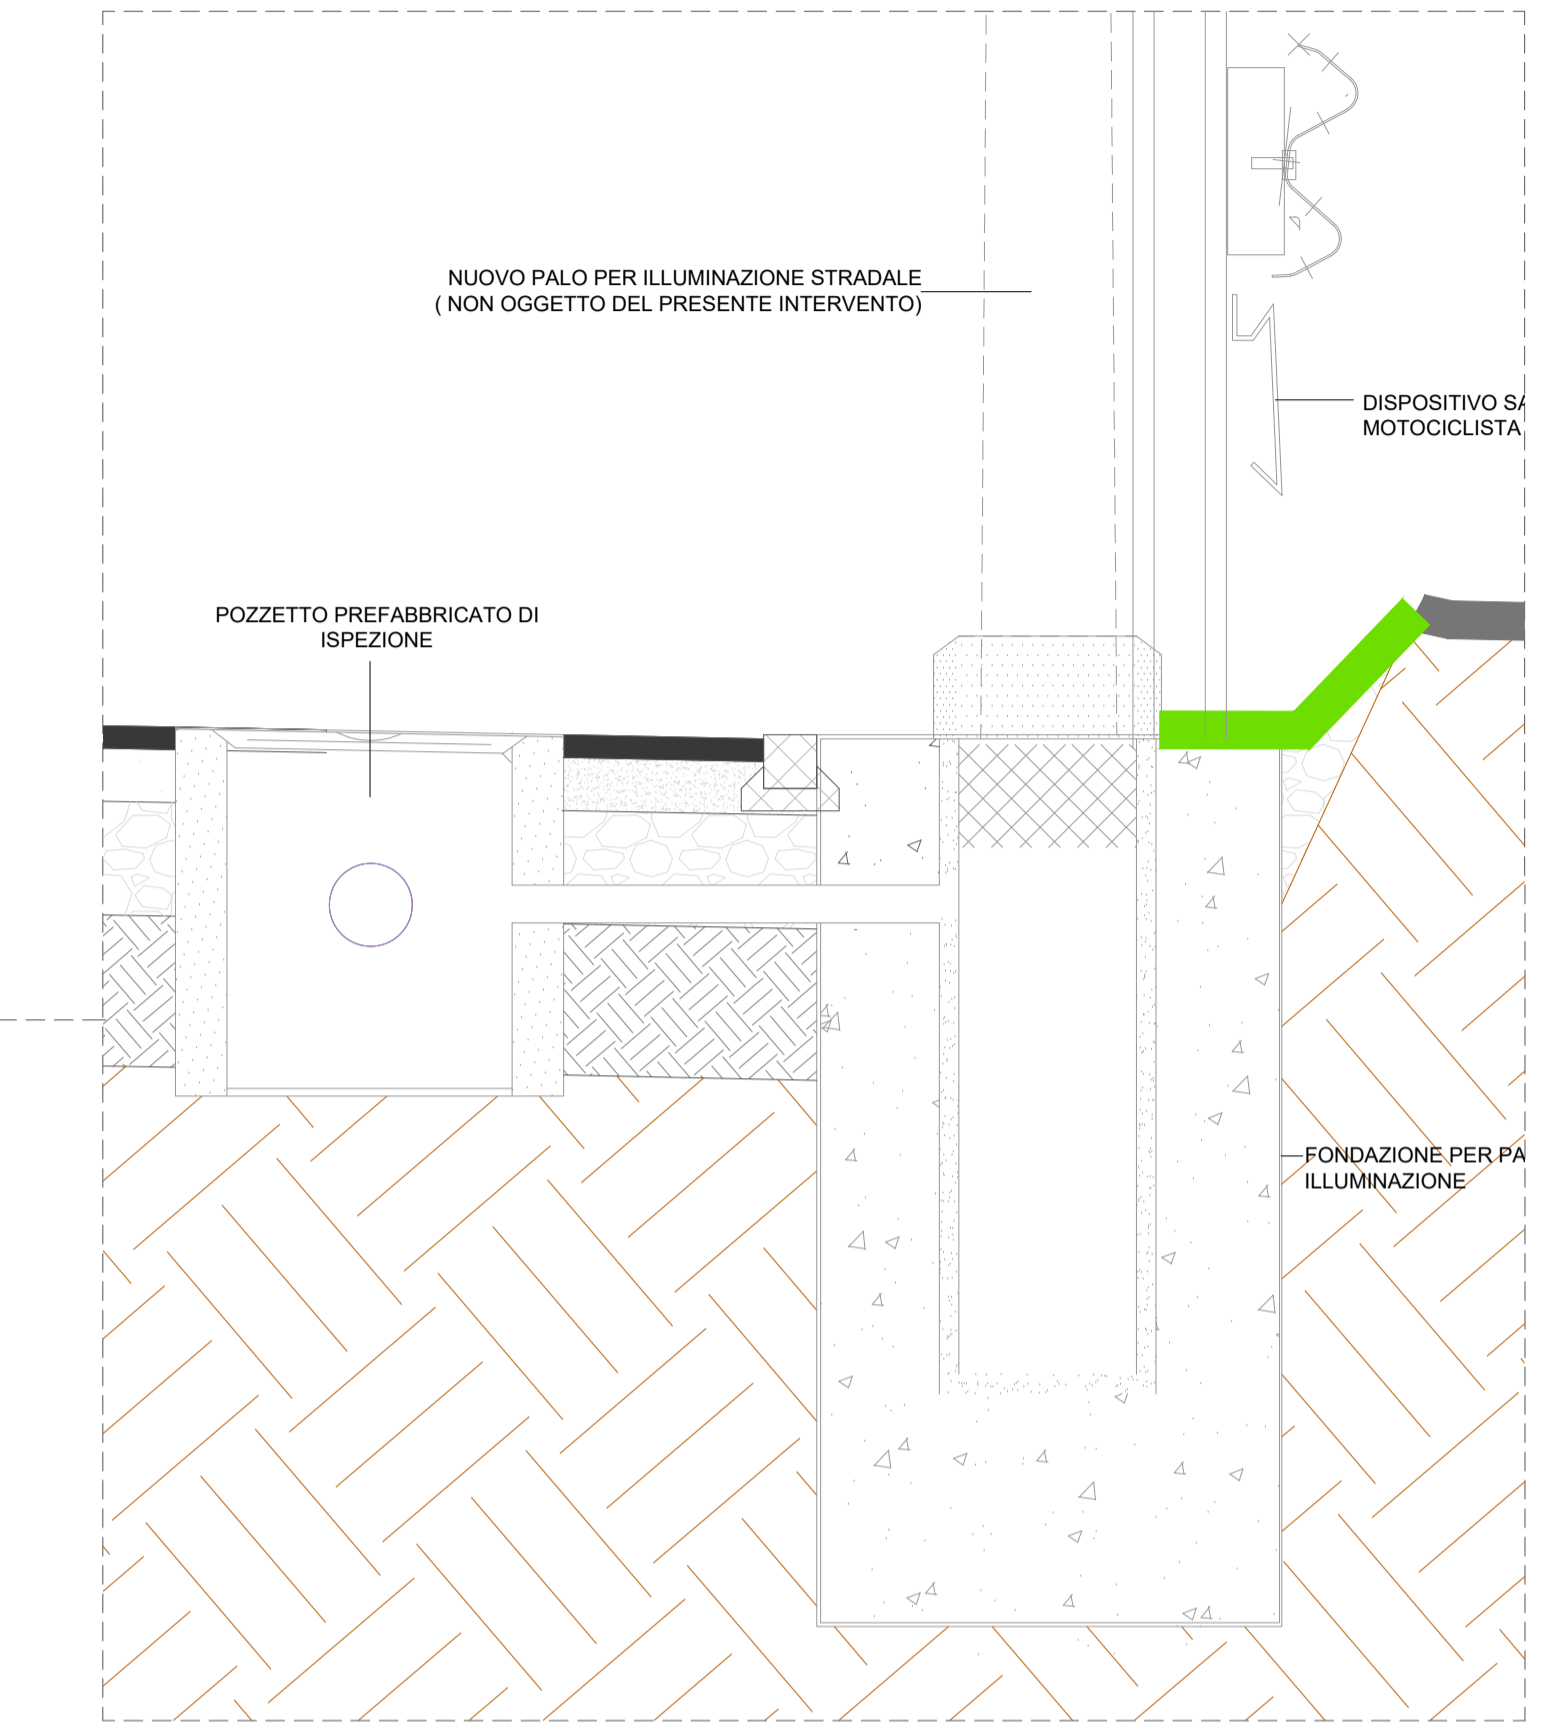 NUOVO PALO PER ILLUMINAZIONE STRADALE
( NON OGGETTO DEL PRESENTE INTERVENTO)
DISPOSITIVO
MOTOCICLISTA
POZZETTO PREFABBRICATO DI
ISPEZIONE
FONDAZIONE PER
ILLUMINAZIONE